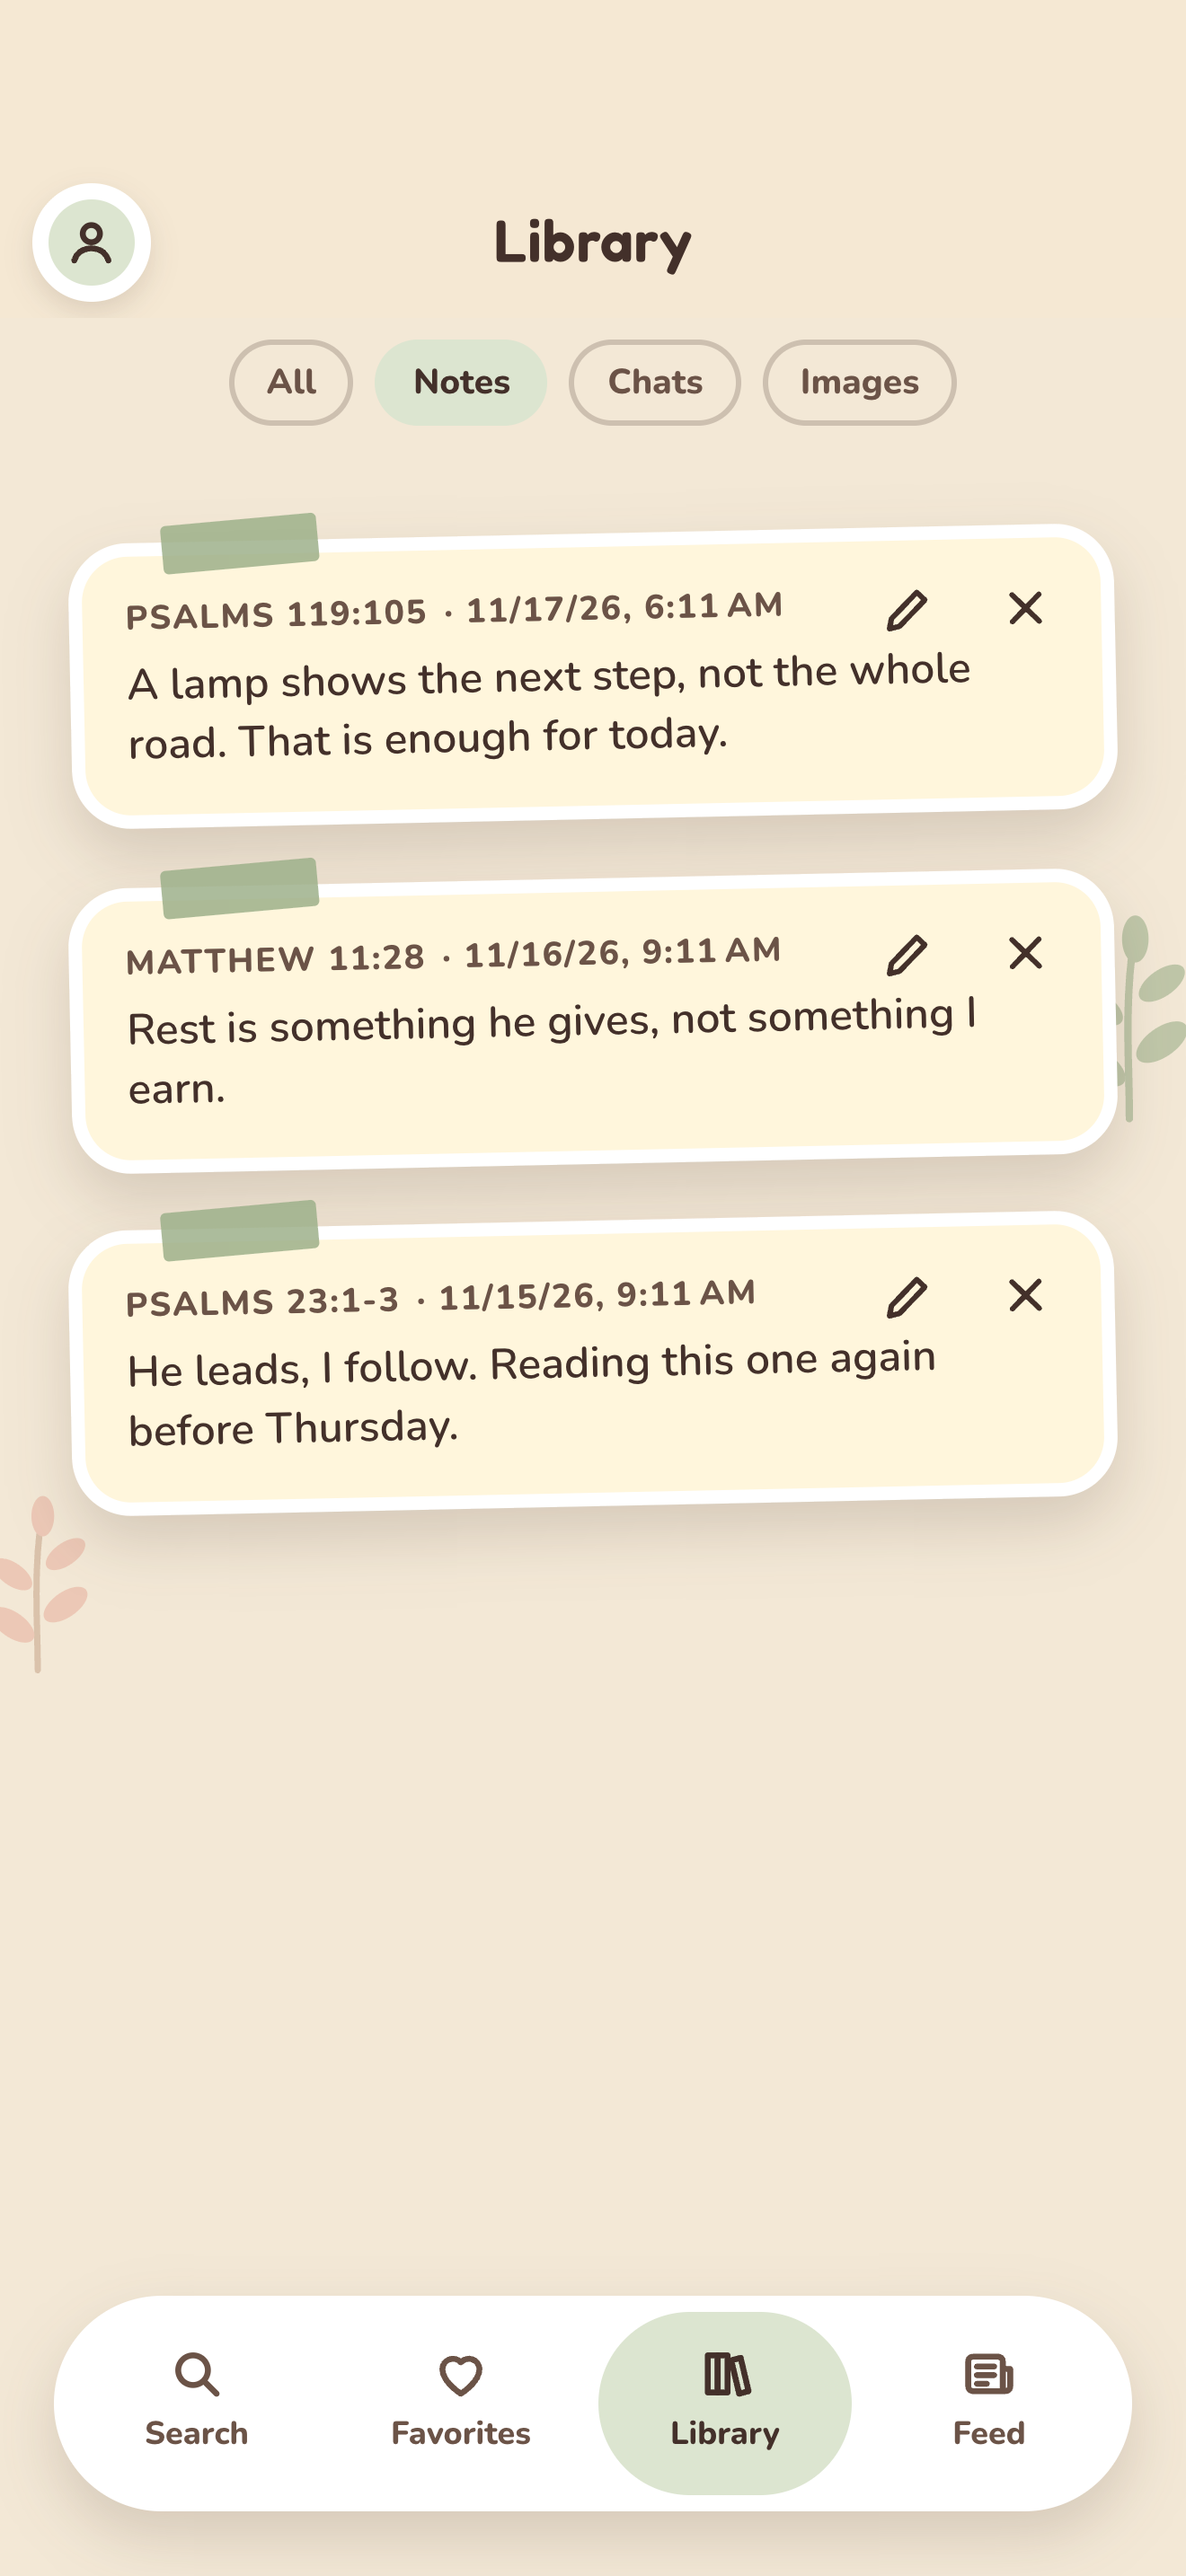 Library
All
Notes
Chats
Images
PSALMS 119:105 · 11/17/26, 6:11 AM
A lamp shows the next step, not the whole
road. That is enough for today.
MATTHEW 11:28 · 11/16/26, 9:11 AM
Rest is something he gives, not something I
earn.
PSALMS 23:1-3 · 11/15/26, 9:11 AM
He leads, I follow. Reading this one again
before Thursday.
Search
Favorites
Library
Feed